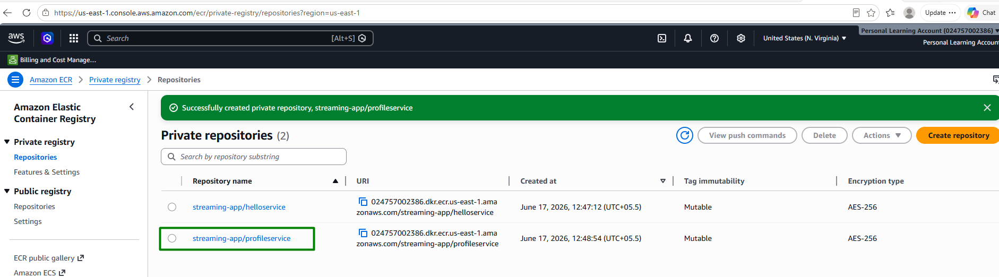 https://us-east-1.console.aws.amazon.com/ecr/private-registry/repositories?region=us-east-1
Update
Chat
aws
Search
[Alt+S]
United States (N. Virginia)
Personal Learning Account (024757002386)
Personal Learning Account
Billing and Cost Manage...
Amazon ECR
Private registry
Repositories
Amazon Elastic
Container Registry
Private registry
Repositories
Features & Settings
Public registry
Repositories
Settings
ECR public gallery
Amazon ECS
Successfully created private repository, streaming-app/profileservice
Private repositories (2)
View push commands
Delete
Actions
Create repository
Search by repository substring
Repository name
URI
Created at
Tag immutability
Encryption type
streaming-app/helloservice
024757002386.dkr.ecr.us-east-1.ama
zonaws.com/streaming-app/helloservice
June 17, 2026, 12:47:12 (UTC+05.5)
Mutable
AES-256
streaming-app/profileservice
024757002386.dkr.ecr.us-east-1.ama
zonaws.com/streaming-app/profileservice
June 17, 2026, 12:48:54 (UTC+05.5)
Mutable
AES-256